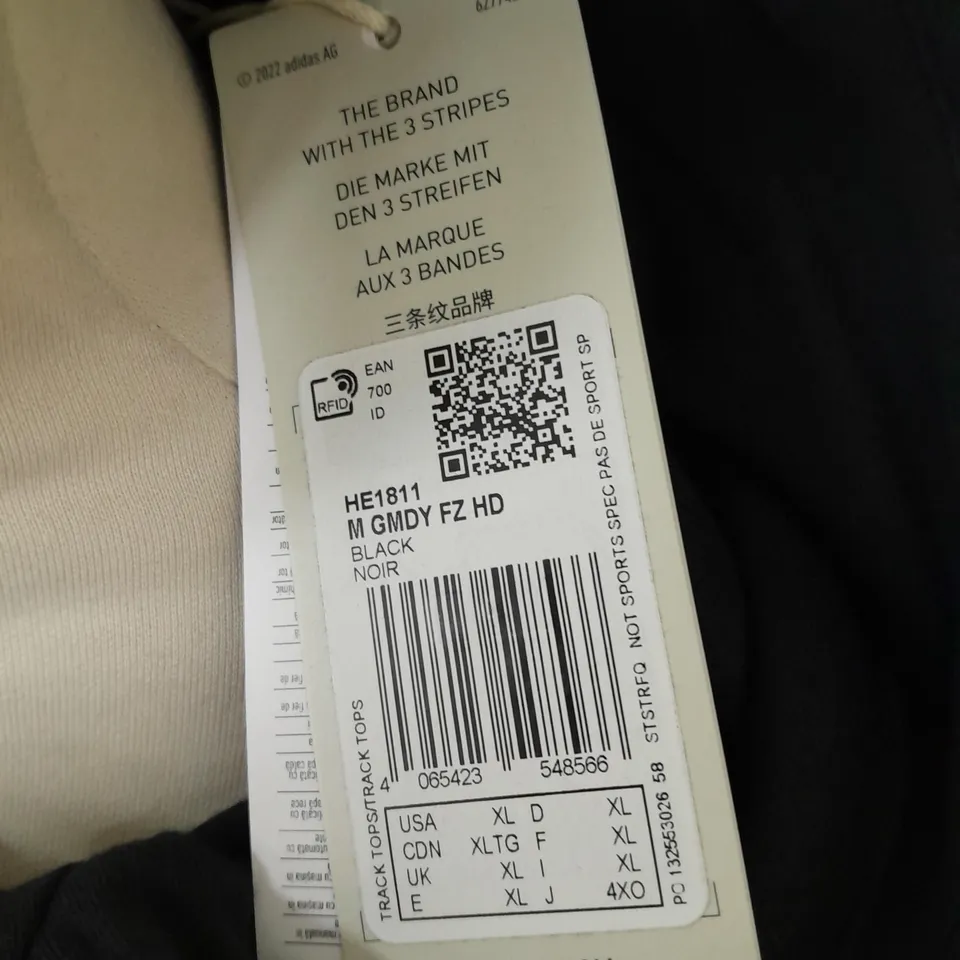 © 2022 adidas AG
THE BRAND
WITH THE 3 STRIPES
DIE MARKE MIT
DEN 3 STREIFEN
LA MARQUE
AUX 3 BANDES
三条纹品牌
RFID
EAN
700
ID
HE1811
M GMDY FZ HD
BLACK
NOIR
4 065423 548566
TRACK TOPS/TRACK TOPS
STSTRFQ NOT SPORTS SPEC PAS DE SPORT SP
USA XL D XL
CDN XLTG F XL
UK XL I XL
E XL J 4XO
PO 132553026 58